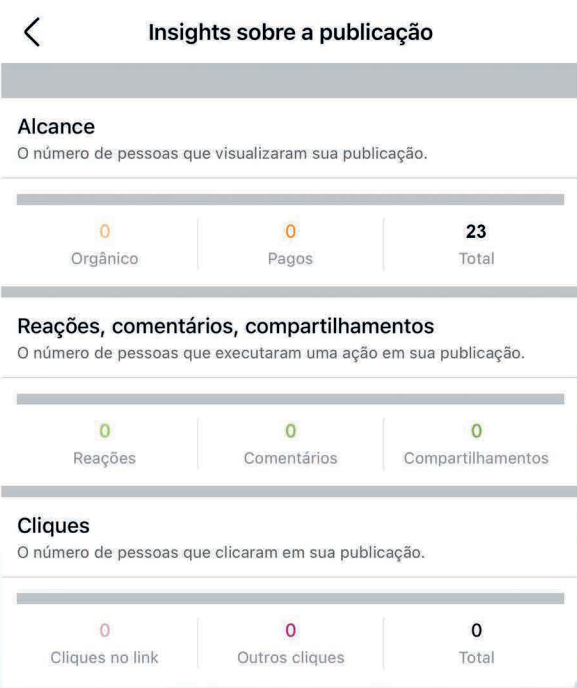 Insights sobre a publicação
Alcance
O número de pessoas que visualizaram sua publicação.
0 0 23
Orgânico Pagos Total
Reações, comentários, compartilhamentos
O número de pessoas que executaram uma ação em sua publicação.
0 0 0
Reações Comentários Compartilhamentos
Cliques
O número de pessoas que clicaram em sua publicação.
0 0 0
Cliques no link Outros cliques Total